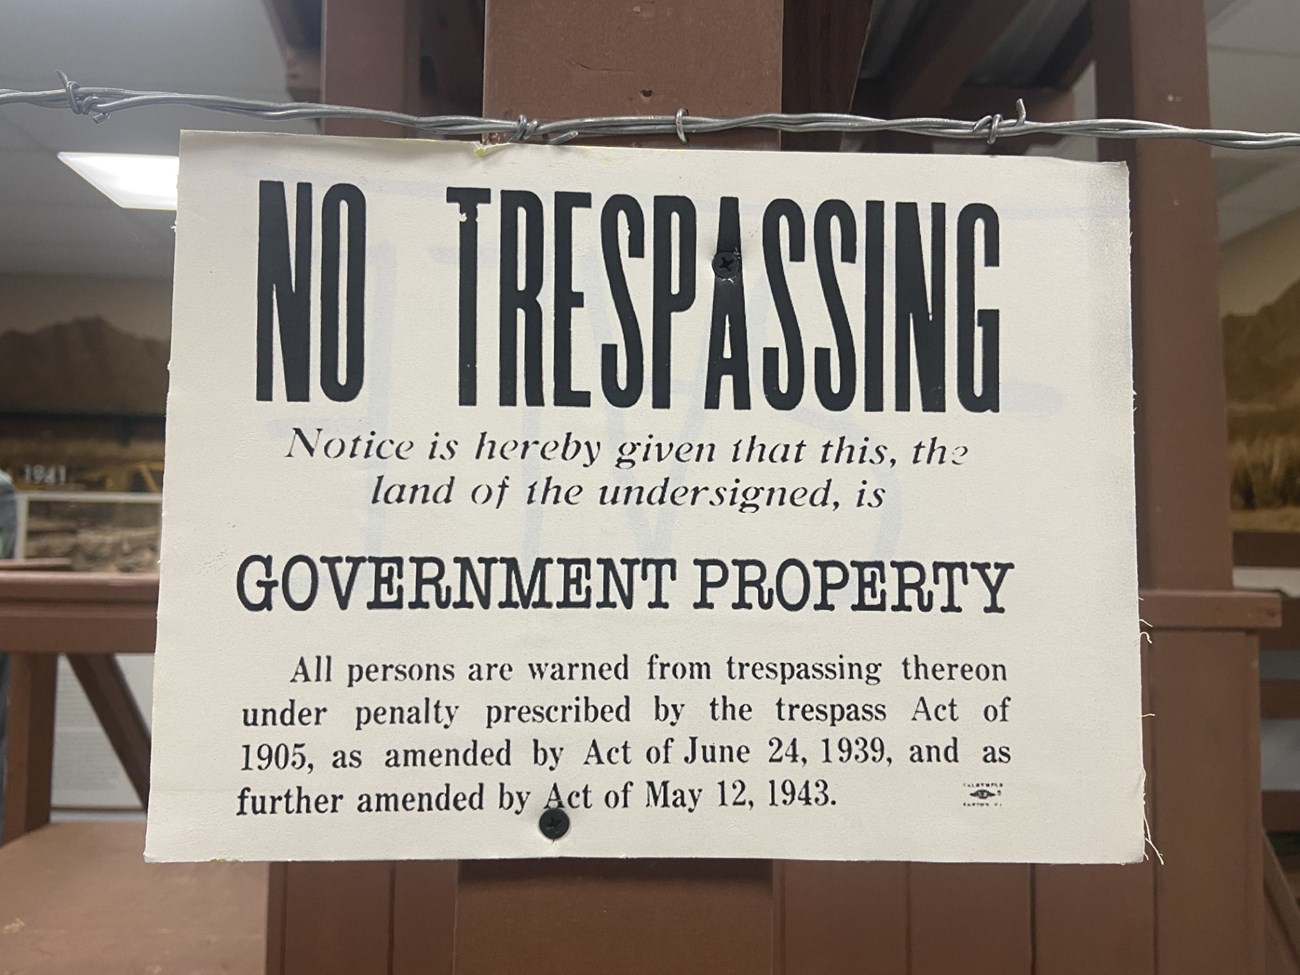 NO TRESPASSING
Notice is hereby given that this, the
land of the undersigned, is
GOVERNMENT PROPERTY
All persons are warned from trespassing thereon
under penalty prescribed by the trespass Act of
1905, as amended by Act of June 24, 1939, and as
further amended by Act of May 12, 1943.
1941